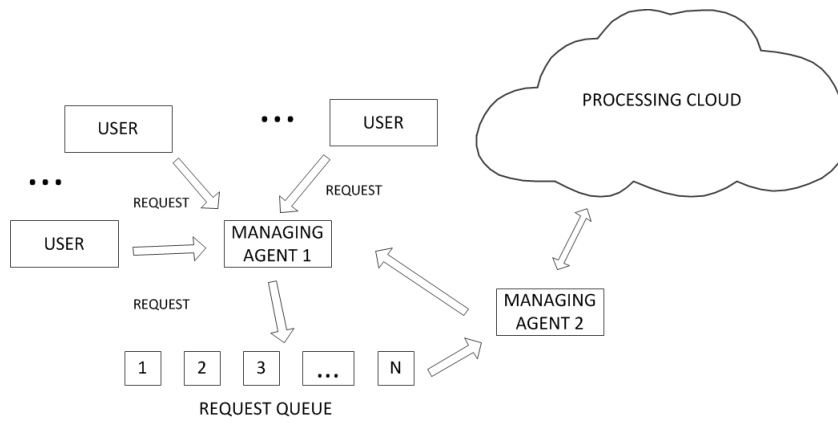 PROCESSING CLOUD
USER
...
USER
...
REQUEST
REQUEST
USER
MANAGING
AGENT 1
REQUEST
MANAGING
AGENT 2
1 2 3 ... N
REQUEST QUEUE